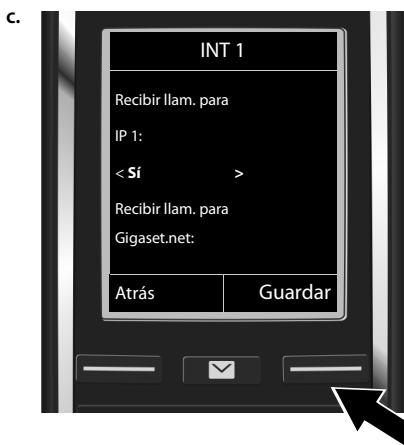 c.
INT 1
Recibir llam. para
IP 1:
< Sí >
Recibir llam. para
Gigaset.net:
Atrás Guardar